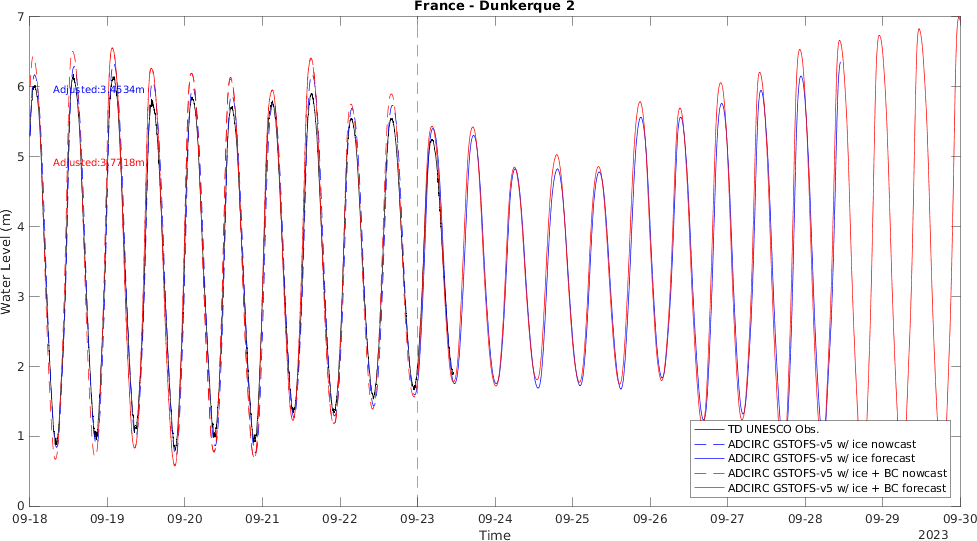 France - Dunkerque 2
7
6
5
4
3
2
1
0
Water Level (m)
Adjusted:3.4534m
Adjusted:3.7718m
TD UNESCO Obs.
ADCIRC GSTOFS-v5 w/ ice nowcast
ADCIRC GSTOFS-v5 w/ ice forecast
ADCIRC GSTOFS-v5 w/ ice + BC nowcast
ADCIRC GSTOFS-v5 w/ ice + BC forecast
09-18 09-19 09-20 09-21 09-22 09-23 09-24 09-25 09-26 09-27 09-28 09-29 09-30
Time
2023